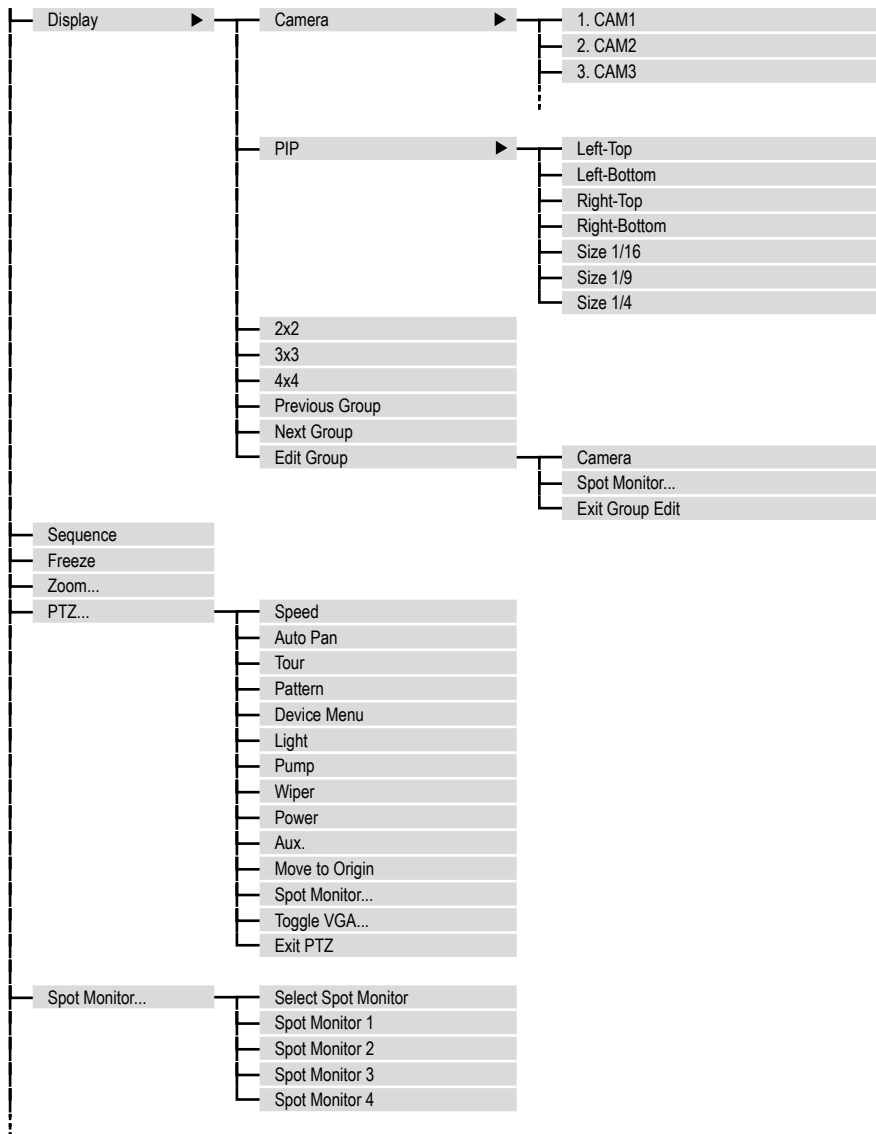 Display ▶ Camera ▶ 1. CAM1
2. CAM2
3. CAM3
PIP ▶ Left-Top
Left-Bottom
Right-Top
Right-Bottom
Size 1/16
Size 1/9
Size 1/4
2x2
3x3
4x4
Previous Group
Next Group
Edit Group Camera
Spot Monitor...
Exit Group Edit
Sequence
Freeze
Zoom...
PTZ... Speed
Auto Pan
Tour
Pattern
Device Menu
Light
Pump
Wiper
Power
Aux.
Move to Origin
Spot Monitor...
Toggle VGA...
Exit PTZ
Spot Monitor... Select Spot Monitor
Spot Monitor 1
Spot Monitor 2
Spot Monitor 3
Spot Monitor 4